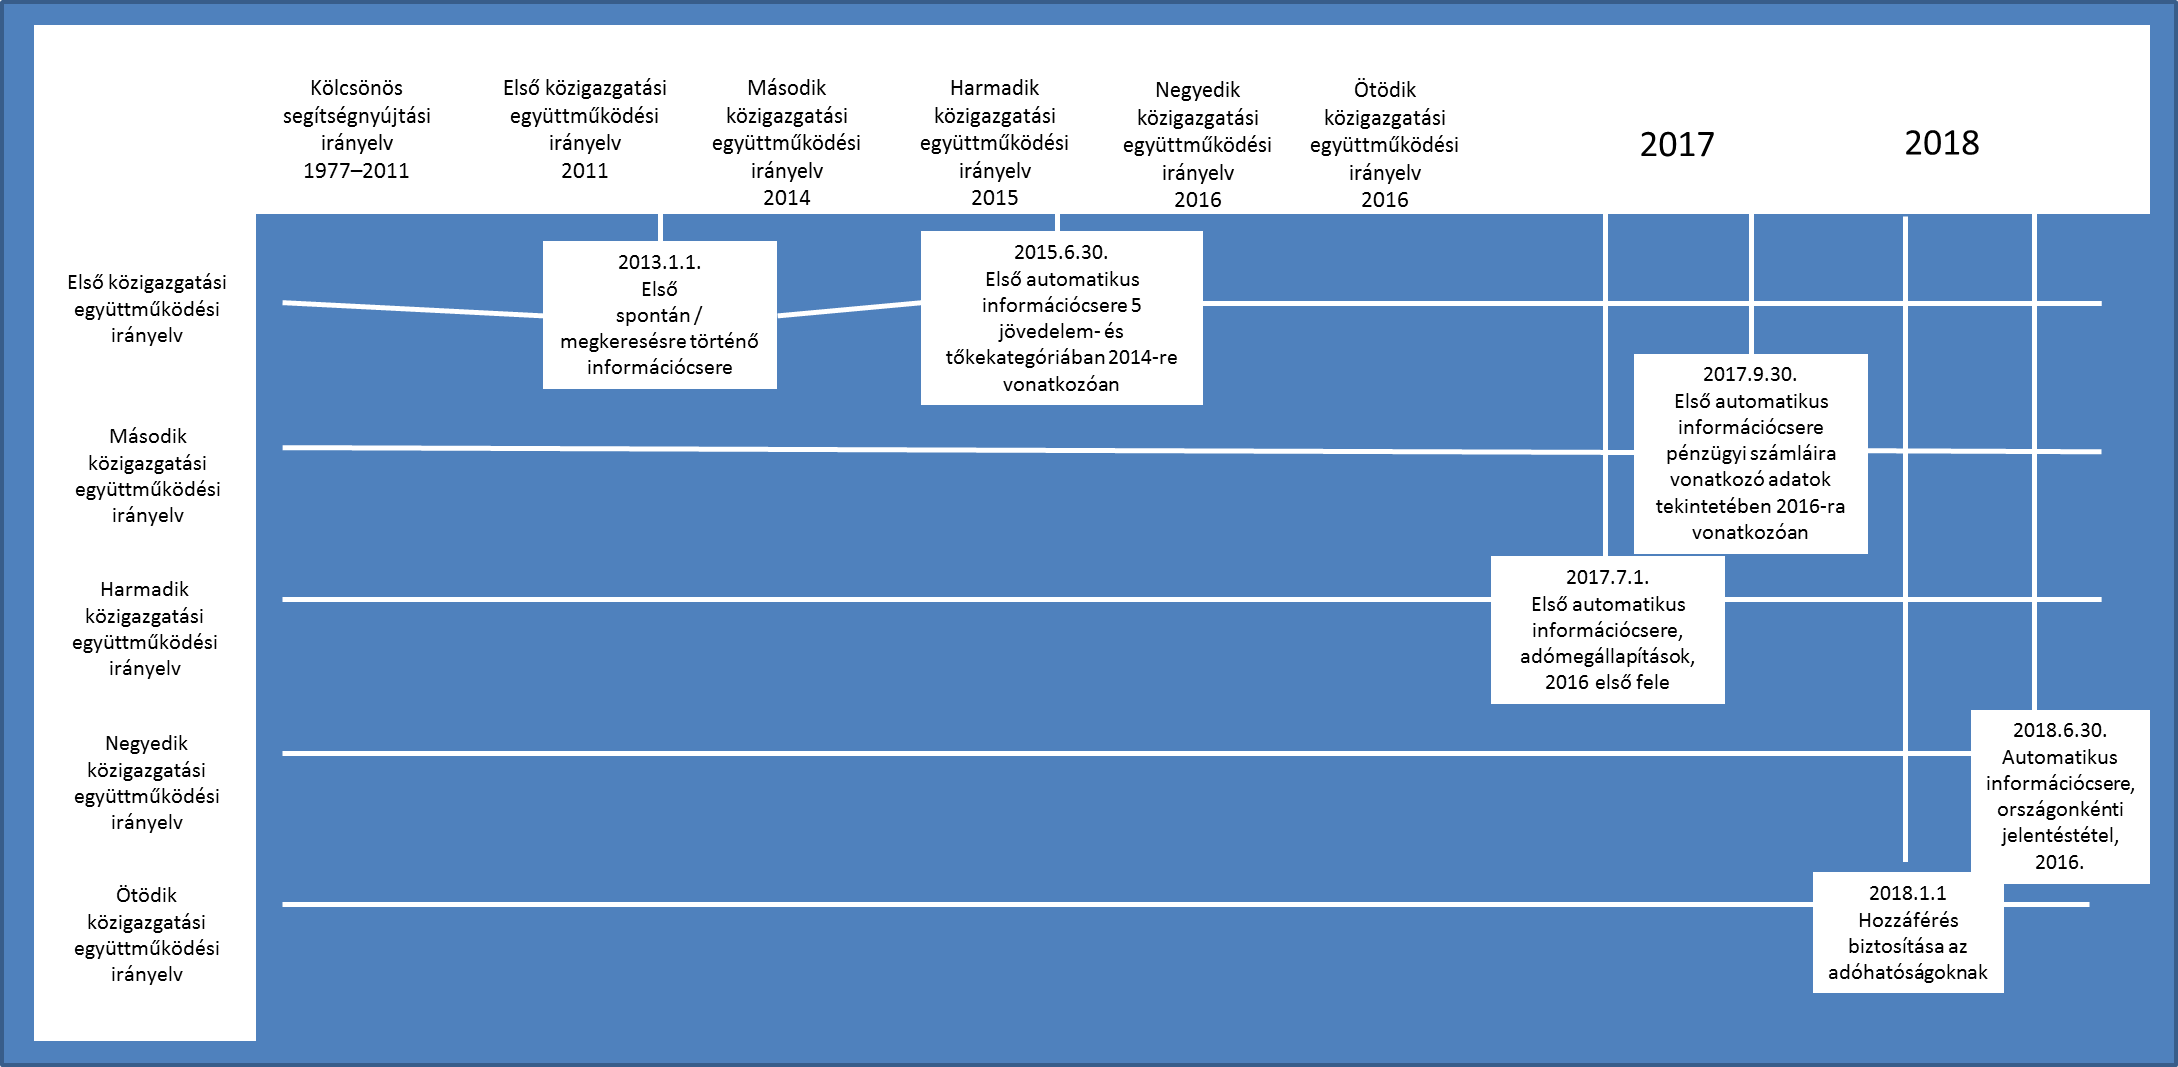 Kölcsönös
segítségnyújtási
irányelv
1977–2011
Első közigazgatási
együttműködési
irányelv
2011
Második
közigazgatási
együttműködési
irányelv
2014
Harmadik
közigazgatási
együttműködési
irányelv
2015
Negyedik
közigazgatási
együttműködési
irányelv
2016
Ötödik
közigazgatási
együttműködési
irányelv
2016
2017
2018
Első közigazgatási
együttműködési
irányelv
2013.1.1.
Első
spontán /
megkeresésre történő
információcsere
2015.6.30.
Első automatikus
információcsere 5
jövedelem- és
tőkekategóriában 2014-re
vonatkozóan
Második
közigazgatási
együttműködési
irányelv
2017.9.30.
Első automatikus
információcsere
pénzügyi számláira
vonatkozó adatok
tekintetében 2016-ra
vonatkozóan
Harmadik
közigazgatási
együttműködési
irányelv
2017.7.1.
Első automatikus
információcsere,
adómegállapítások,
2016 első fele
Negyedik
közigazgatási
együttműködési
irányelv
2018.6.30.
Automatikus
információcsere,
országonkénti
jelentéstétel,
2016.
Ötödik
közigazgatási
együttműködési
irányelv
2018.1.1
Hozzáférés
biztosítása az
adóhatóságoknak